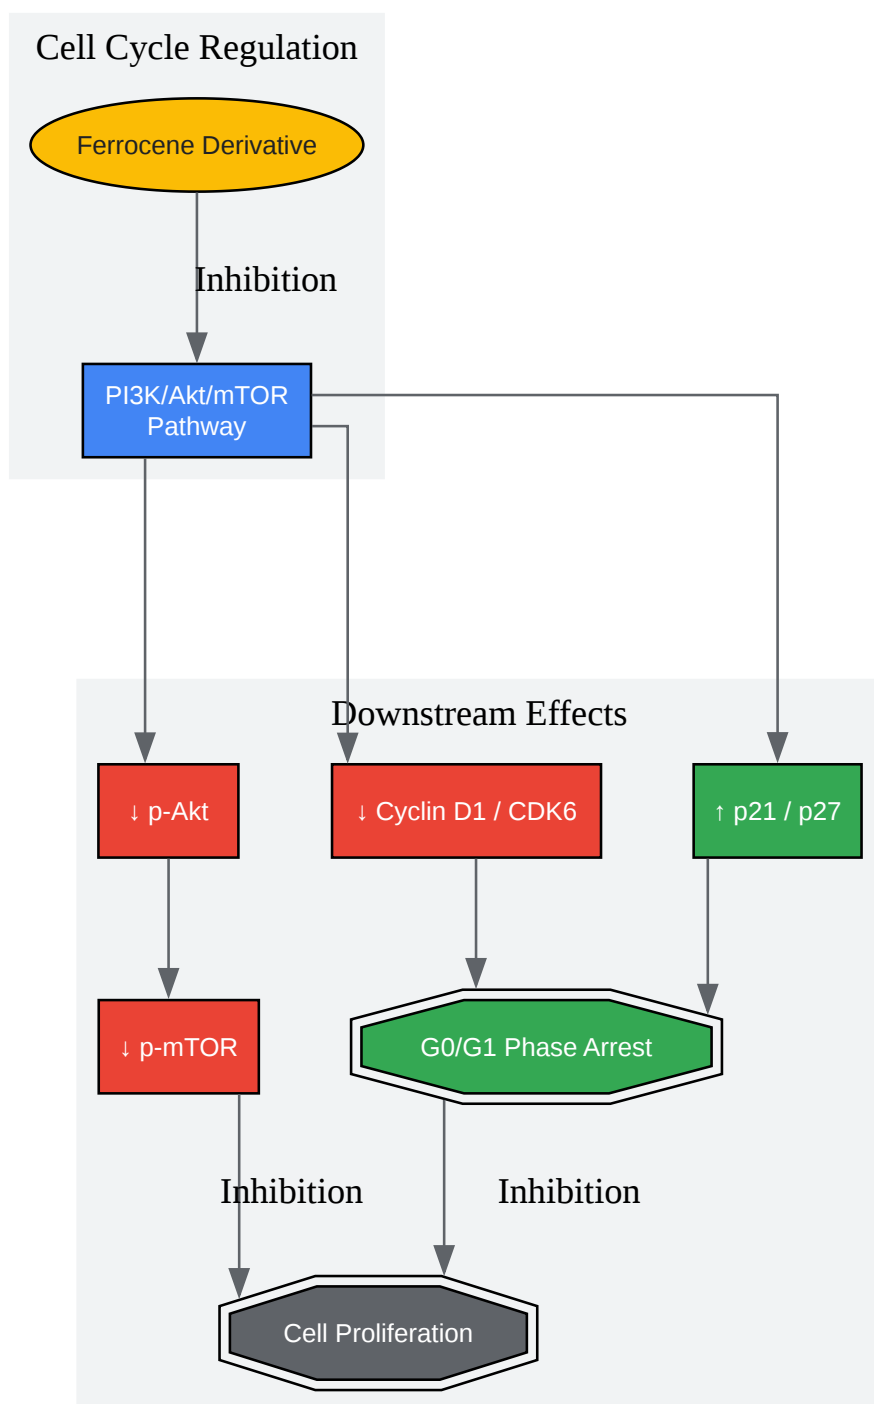 Cell Cycle Regulation
Ferrocene Derivative
Inhibition
PI3K/Akt/mTOR
Pathway
Downstream Effects
↓ p-Akt
↓ Cyclin D1 / CDK6
↑ p21 / p27
↓ p-mTOR
G0/G1 Phase Arrest
Inhibition
Inhibition
Cell Proliferation